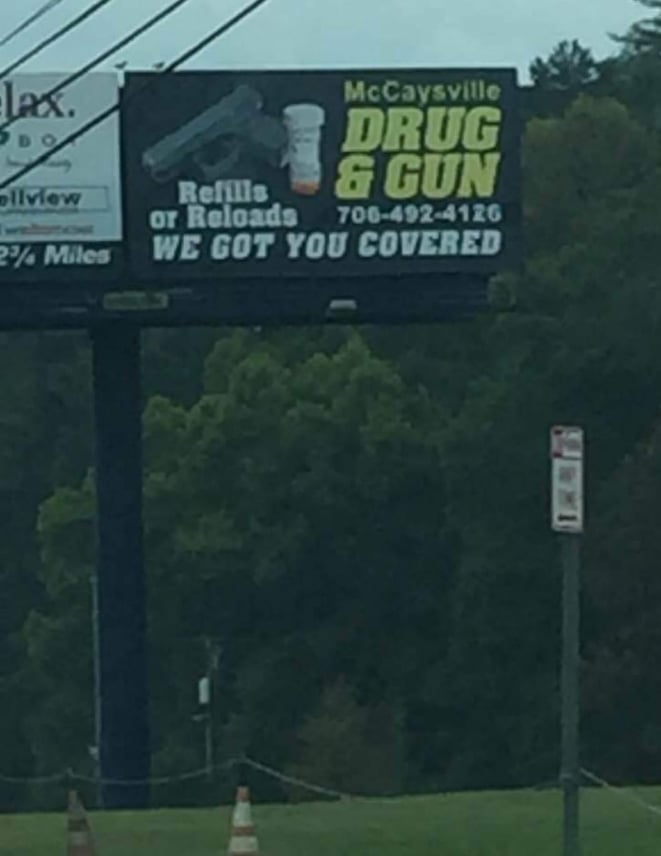 elax.
ellview
2¾ Miles
McCaysville
DRUG
& GUN
Refills
or Reloads
706-492-4126
WE GOT YOU COVERED